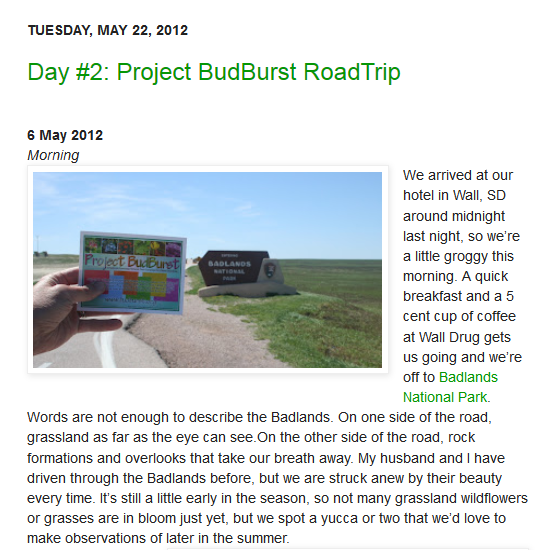 TUESDAY, MAY 22, 2012
Day #2: Project BudBurst RoadTrip
6 May 2012
Morning
Project BudBurst
BADLANDS
NATIONAL
PARK
We arrived at our
hotel in Wall, SD
around midnight
last night, so we're
a little groggy this
morning. A quick
breakfast and a 5
cent cup of coffee
at Wall Drug gets
us going and we're
off to Badlands
National Park.
Words are not enough to describe the Badlands. On one side of the road,
grassland as far as the eye can see.On the other side of the road, rock
formations and overlooks that take our breath away. My husband and I have
driven through the Badlands before, but we are struck anew by their beauty
every time. It's still a little early in the season, so not many grassland wildflowers
or grasses are in bloom just yet, but we spot a yucca or two that we'd love to
make observations of later in the summer.